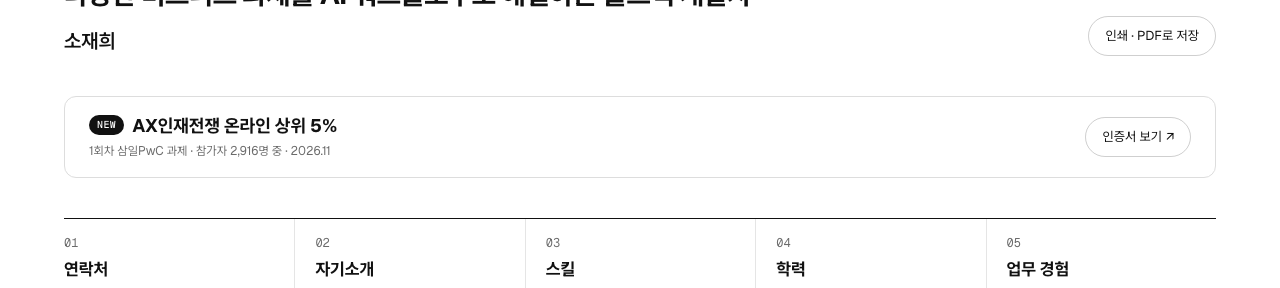 소재희
인쇄 · PDF로 저장
NEW AX인재전쟁 온라인 상위 5%
1회차 삼일PwC 과제 · 참가자 2,916명 중 · 2026.11
인증서 보기 ↗
01
연락처
02
자기소개
03
스킬
04
학력
05
업무 경험